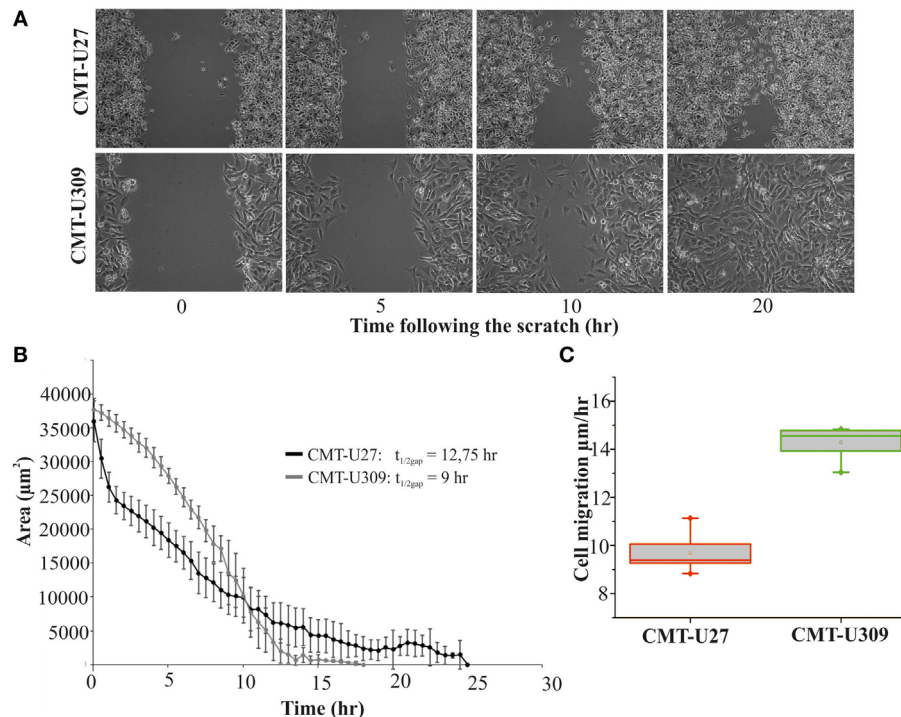 A
CMT-U27
CMT-U309
0 5 10 20
Time following the scratch (hr)
B
Area (μm²)
40000
35000
30000
25000
20000
15000
10000
5000
0 5 10 15 20 25 30
Time (hr)
CMT-U27: t1/2gap = 12,75 hr
CMT-U309: t1/2gap = 9 hr
C
Cell migration μm/hr
16
14
12
10
8
CMT-U27 CMT-U309